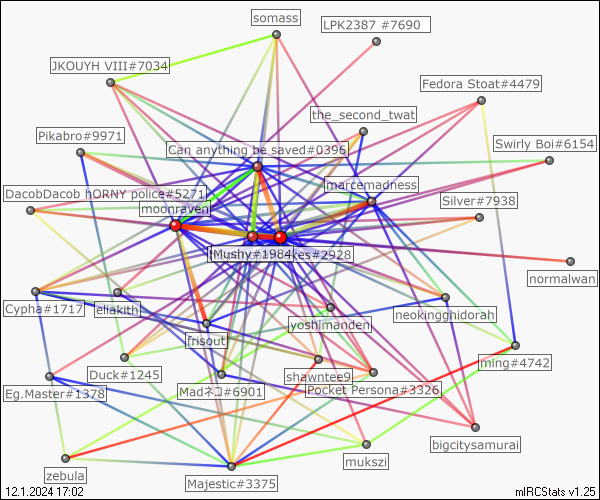 somass
LPK2387 #7690
JKOUYH VIII#7034
Fedora Stoat#4479
the_second_twat
Pikabro#9971
Swirly Boi#6154
Can anything be saved#0396
marcemadness
DacobDacob hORNY police#5271
Silver#7938
moonraven
Mushy#1984
kes#2928
normalwan
Cypha#1717
eliakith
neokingghidorah
yoshimanden
frisout
ming#4742
Duck#1245
shawntee9
Eg.Master#1378
Madネコ#6901
Pocket Persona#3326
bigcitysamurai
mukszi
zebula
Majestic#3375
12.1.2024 17:02
mIRCStats v1.25